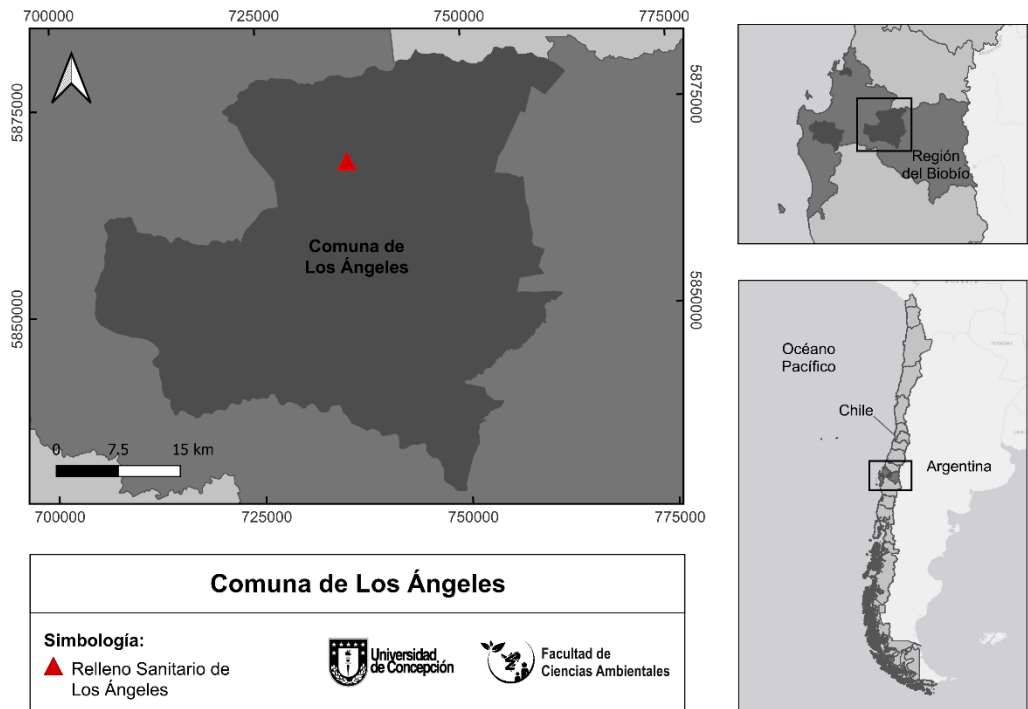 700000
725000
750000
775000
5875000
5850000
5875000
5850000
Comuna de
Los Ángeles
0
7.5
15 km
700000
725000
750000
775000
Región
del Biobío
Océano
Pacífico
Chile
Argentina
Comuna de Los Ángeles
Simbología:
Relleno Sanitario de
Los Ángeles
Universidad
de Concepción
Facultad de
Ciencias Ambientales